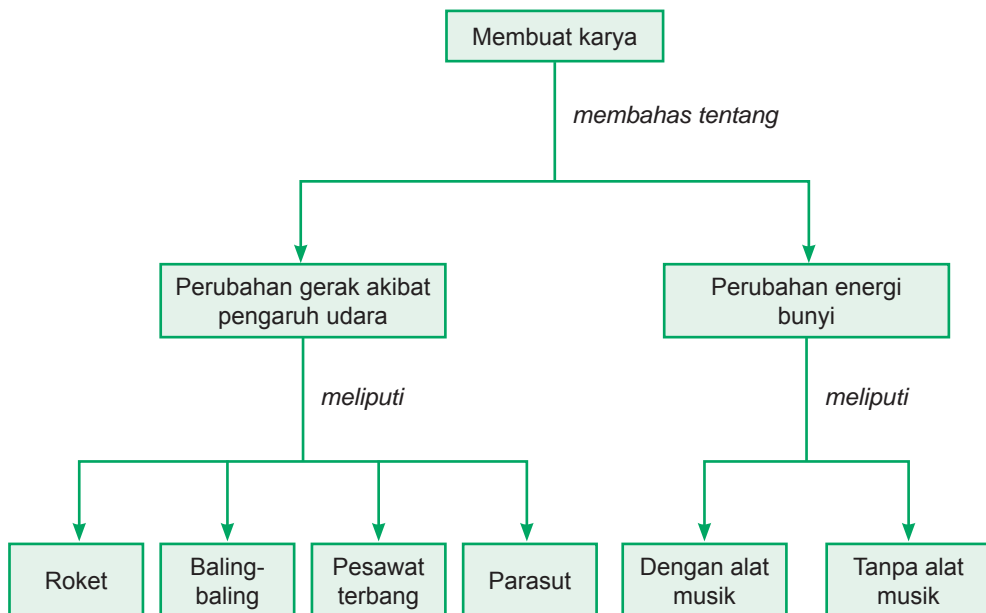 Membuat karya
membahas tentang
Perubahan gerak akibat
pengaruh udara
Perubahan energi
bunyi
meliputi
meliputi
Roket
Baling-
baling
Pesawat
terbang
Parasut
Dengan alat
musik
Tanpa alat
musik